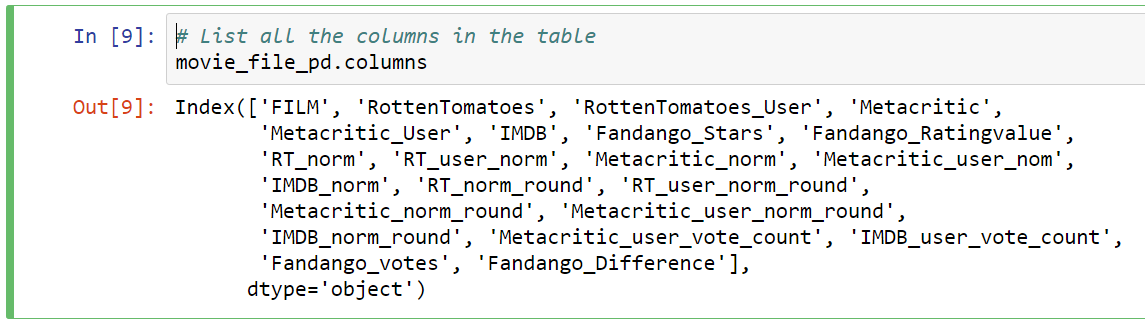 In [9]: # List all the columns in the table
movie_file_pd.columns
Out[9]: Index(['FILM', 'RottenTomatoes', 'RottenTomatoes_User', 'Metacritic',
'Metacritic_User', 'IMDB', 'Fandango_Stars', 'Fandango_Ratingvalue',
'RT_norm', 'RT_user_norm', 'Metacritic_norm', 'Metacritic_user_nom',
'IMDB_norm', 'RT_norm_round', 'RT_user_norm_round',
'Metacritic_norm_round', 'Metacritic_user_norm_round',
'IMDB_norm_round', 'Metacritic_user_vote_count', 'IMDB_user_vote_count',
'Fandango_votes', 'Fandango_Difference'],
dtype='object')